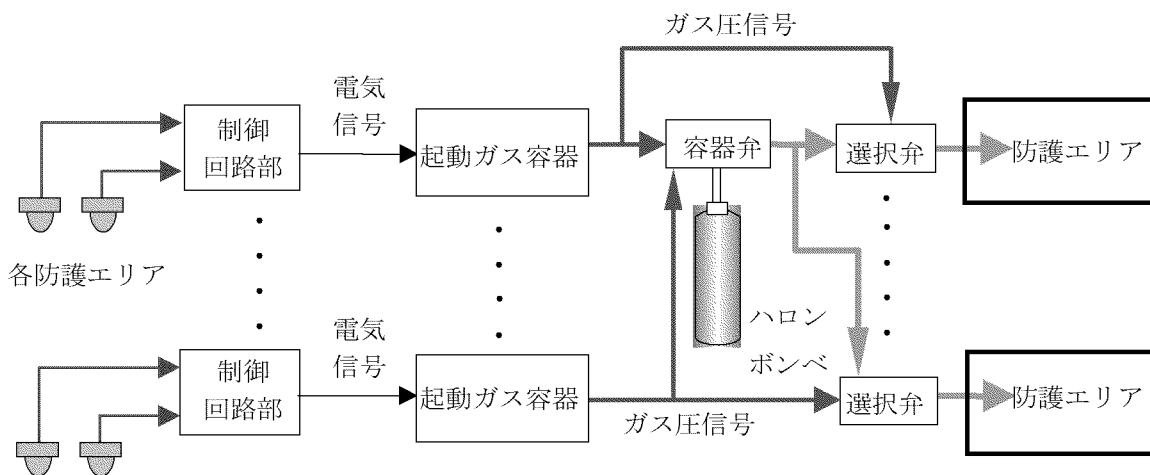 ガス圧信号
電気
信号
制御
回路部
起動ガス容器
容器弁
選択弁
防護エリア
各防護エリア
ハロン
ボンベ
電気
信号
制御
回路部
起動ガス容器
ガス圧信号
選択弁
防護エリア